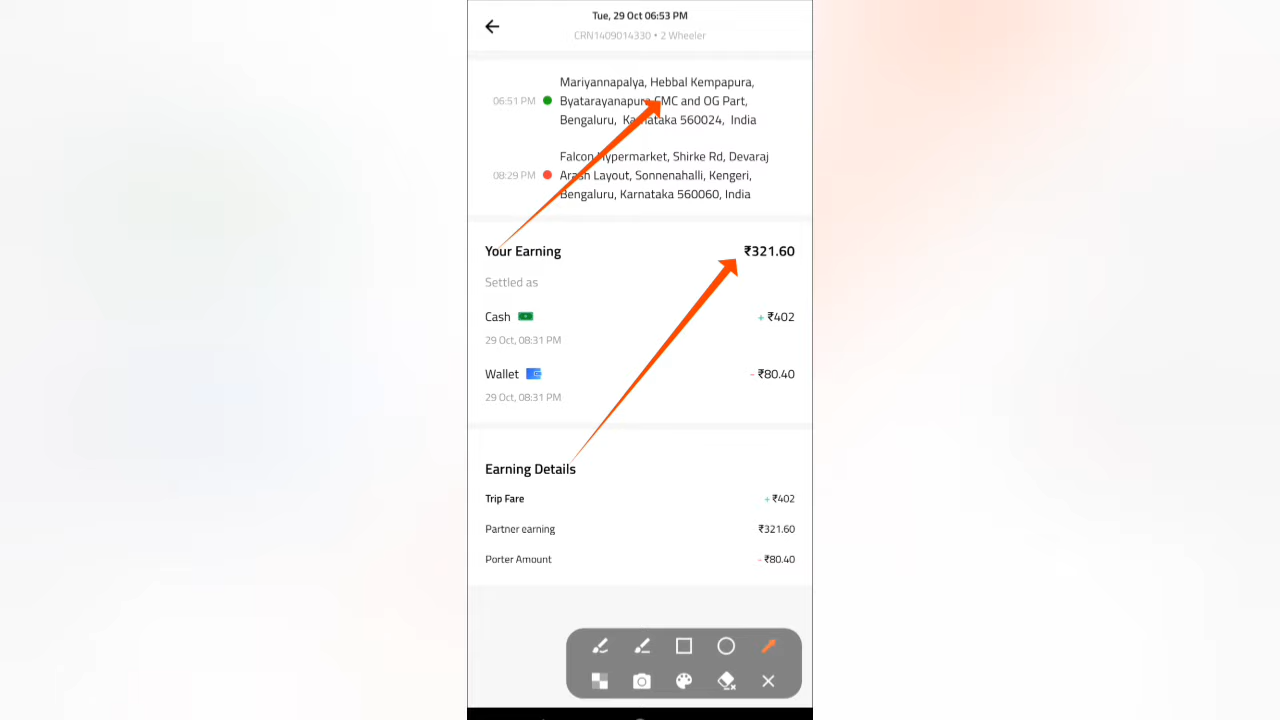 Tue, 29 Oct 06:53 PM
CRN1409014330 • 2 Wheeler
06:51 PM
Mariyannapalya, Hebbal Kempapura,
Byatarayanapura CMC and OG Part,
Bengaluru, Karnataka 560024, India
08:29 PM
Falcon Hypermarket, Shirke Rd, Devaraj
Arash Layout, Sonnenahalli, Kengeri,
Bengaluru, Karnataka 560060, India
Your Earning ₹321.60
Settled as
Cash + ₹402
29 Oct, 08:31 PM
Wallet - ₹80.40
29 Oct, 08:31 PM
Earning Details
Trip Fare + ₹402
Partner earning ₹321.60
Porter Amount - ₹80.40